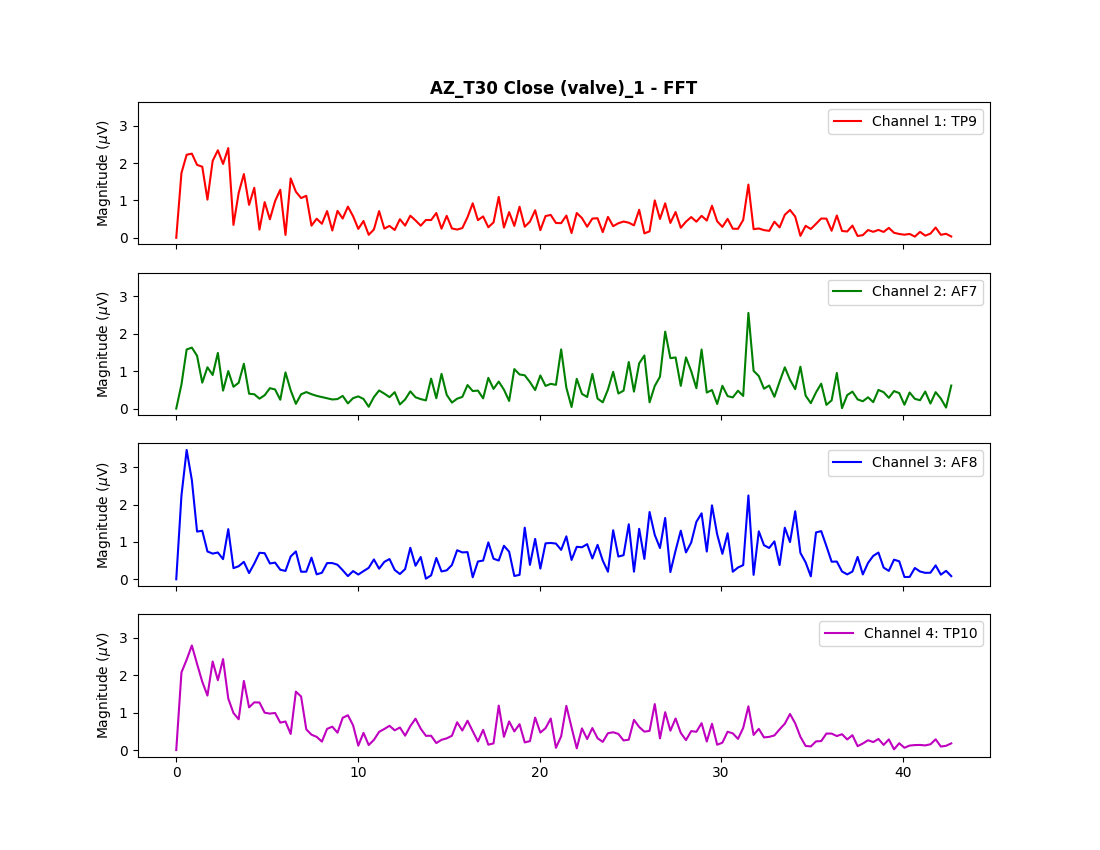 AZ_T30 Close (valve)_1 - FFT
Magnitude (μV)
3
2
1
0
Channel 1: TP9
Magnitude (μV)
3
2
1
0
Channel 2: AF7
Magnitude (μV)
3
2
1
0
Channel 3: AF8
Magnitude (μV)
3
2
1
0
Channel 4: TP10
0 10 20 30 40